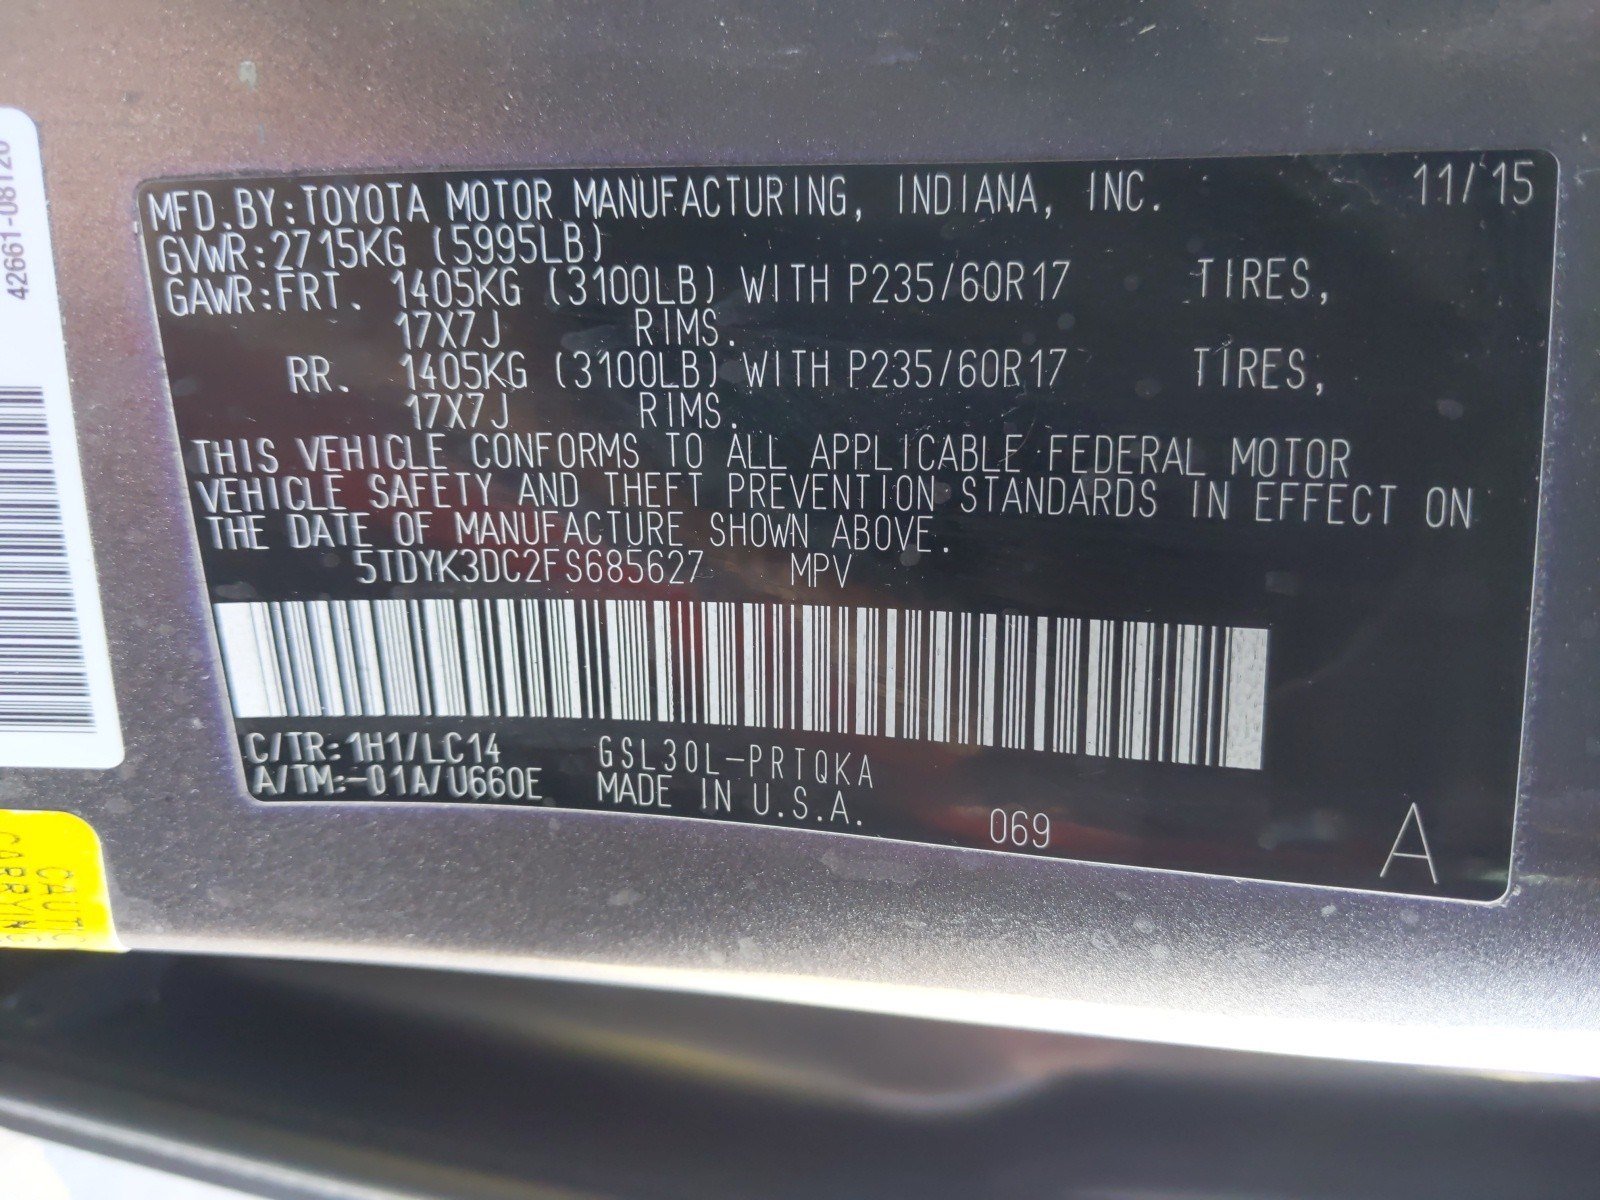 42661-08120
MFD.BY:TOYOTA MOTOR MANUFACTURING, INDIANA, INC. 11/15
GVWR:2715KG (5995LB)
GAWR:FRT. 1405KG (3100LB) WITH P235/60R17 TIRES,
17X7J RIMS.
RR. 1405KG (3100LB) WITH P235/60R17 TIRES,
17X7J RIMS.
THIS VEHICLE CONFORMS TO ALL APPLICABLE FEDERAL MOTOR
VEHICLE SAFETY AND THEFT PREVENTION STANDARDS IN EFFECT ON
THE DATE OF MANUFACTURE SHOWN ABOVE.
5TDYK3DC2FS685627 MPV
C/TR:1H1/LC14 GSL30L-PRTQKA
A/TM:-01A/U660E MADE IN U.S.A.
069 A